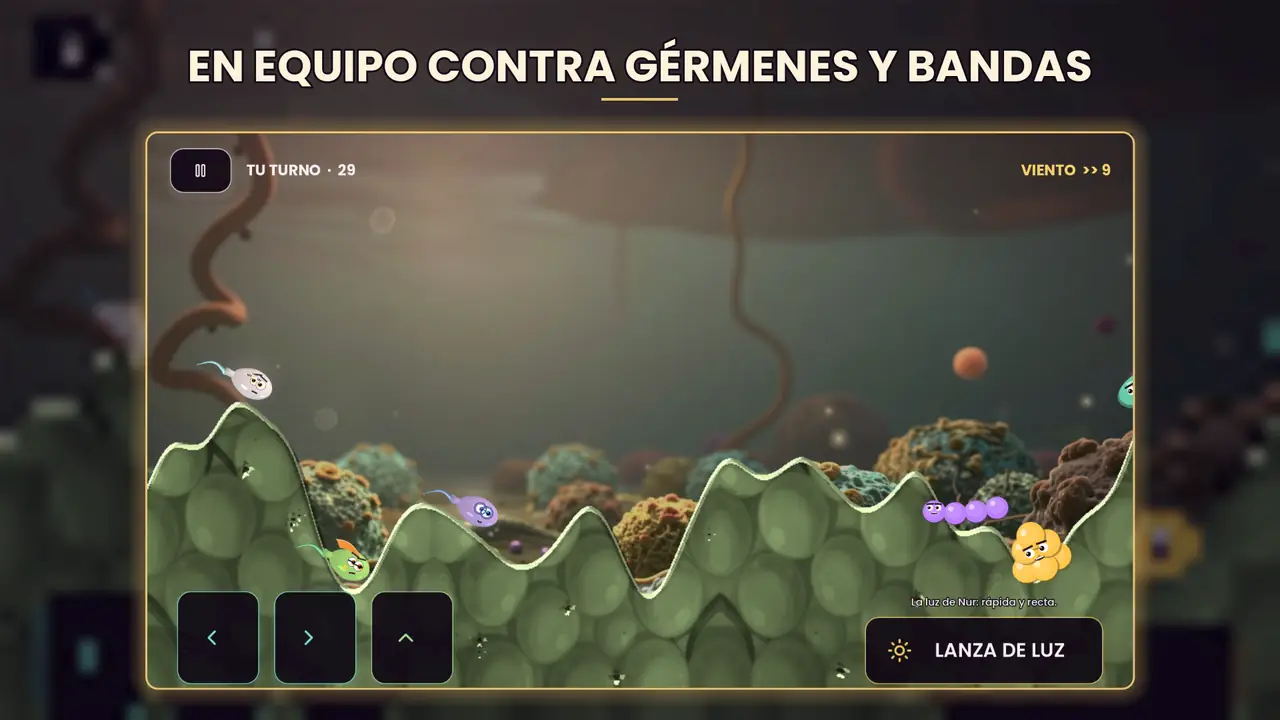 EN EQUIPO CONTRA GÉRMENES Y BANDAS
TU TURNO · 29
VIENTO >> 9
La luz de Nur: rápida y recta.
LANZA DE LUZ